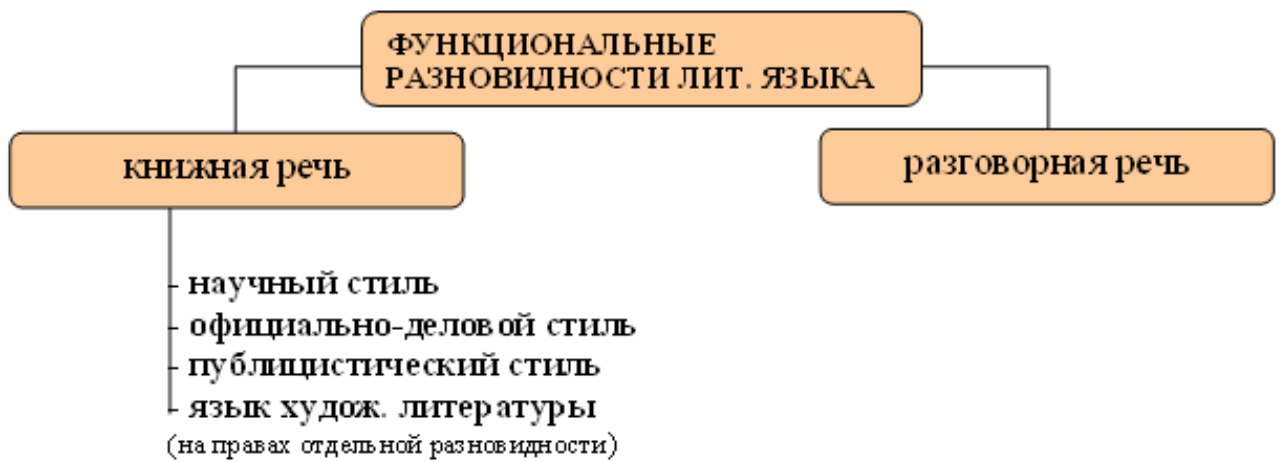 ФУНКЦИОНАЛЬНЫЕ
РАЗНОВИДНОСТИ ЛИТ. ЯЗЫКА
книжная речь
разговорная речь
- научный стиль
- официально-деловой стиль
- публицистический стиль
- язык худож. литературы
(на правах отдельной разновидности)